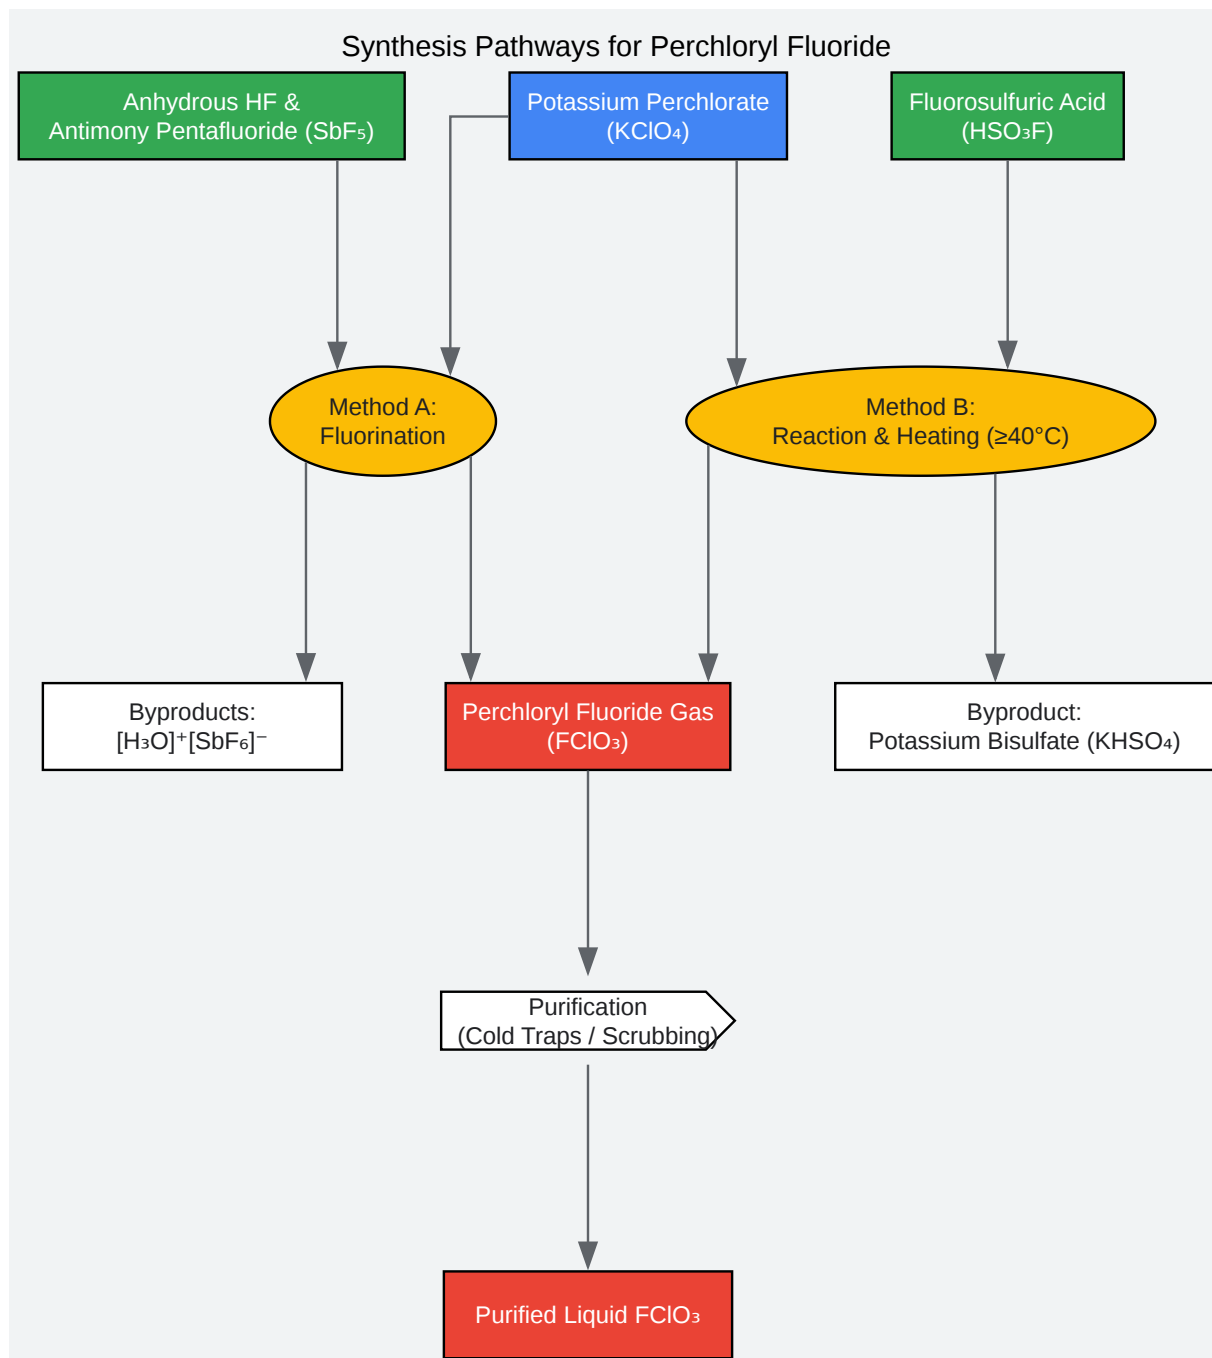 Synthesis Pathways for Perchloryl Fluoride
Anhydrous HF &
Antimony Pentafluoride (SbF₅)
Potassium Perchlorate
(KClO₄)
Fluorosulfuric Acid
(HSO₃F)
Method A:
Fluorination
Method B:
Reaction & Heating (≥40°C)
Byproducts:
[H₃O]⁺[SbF₆]⁻
Perchloryl Fluoride Gas
(FClO₃)
Byproduct:
Potassium Bisulfate (KHSO₄)
Purification
(Cold Traps / Scrubbing)
Purified Liquid FClO₃